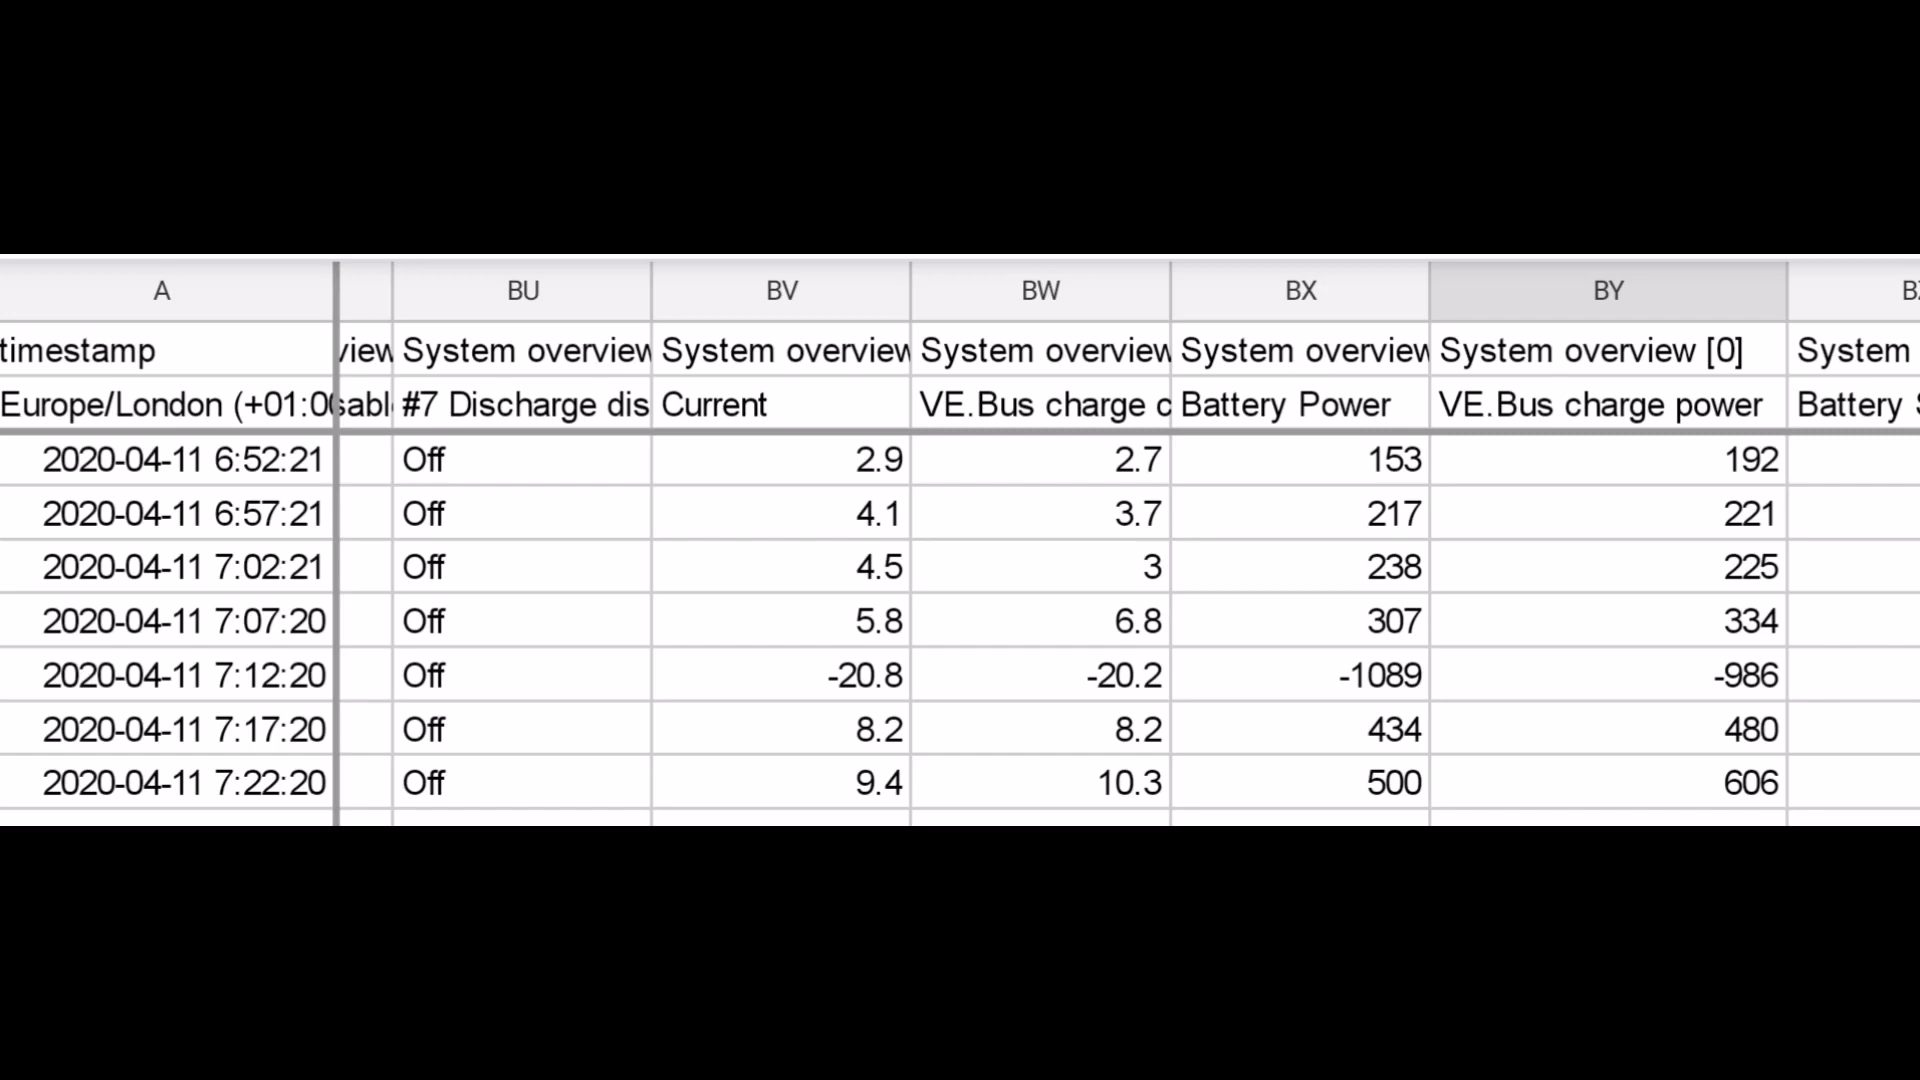 A BU BV BW BX BY
timestamp view System overview System overview System overview System overview System overview [0] System
Europe/London (+01:00 sabl #7 Discharge dis Current VE.Bus charge c Battery Power VE.Bus charge power Battery
2020-04-11 6:52:21 Off 2.9 2.7 153 192
2020-04-11 6:57:21 Off 4.1 3.7 217 221
2020-04-11 7:02:21 Off 4.5 3 238 225
2020-04-11 7:07:20 Off 5.8 6.8 307 334
2020-04-11 7:12:20 Off -20.8 -20.2 -1089 -986
2020-04-11 7:17:20 Off 8.2 8.2 434 480
2020-04-11 7:22:20 Off 9.4 10.3 500 606